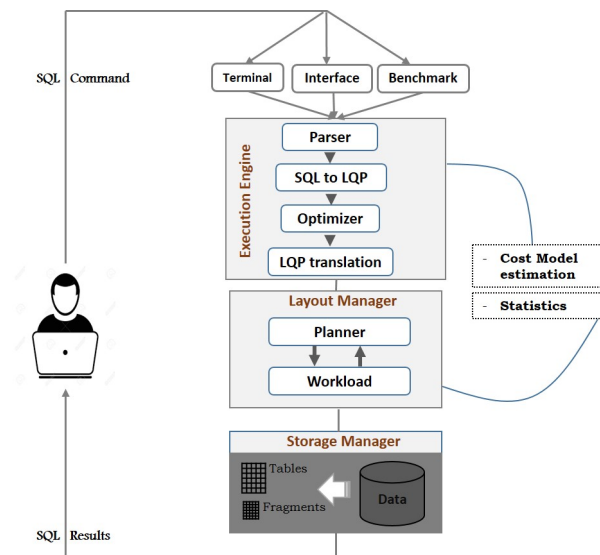 SQL Command
Terminal
Interface
Benchmark
Execution Engine
Parser
SQL to LQP
Optimizer
LQP translation
- Cost Model
estimation
- Statistics
Layout Manager
Planner
Workload
Storage Manager
Tables
Fragments
Data
SQL Results